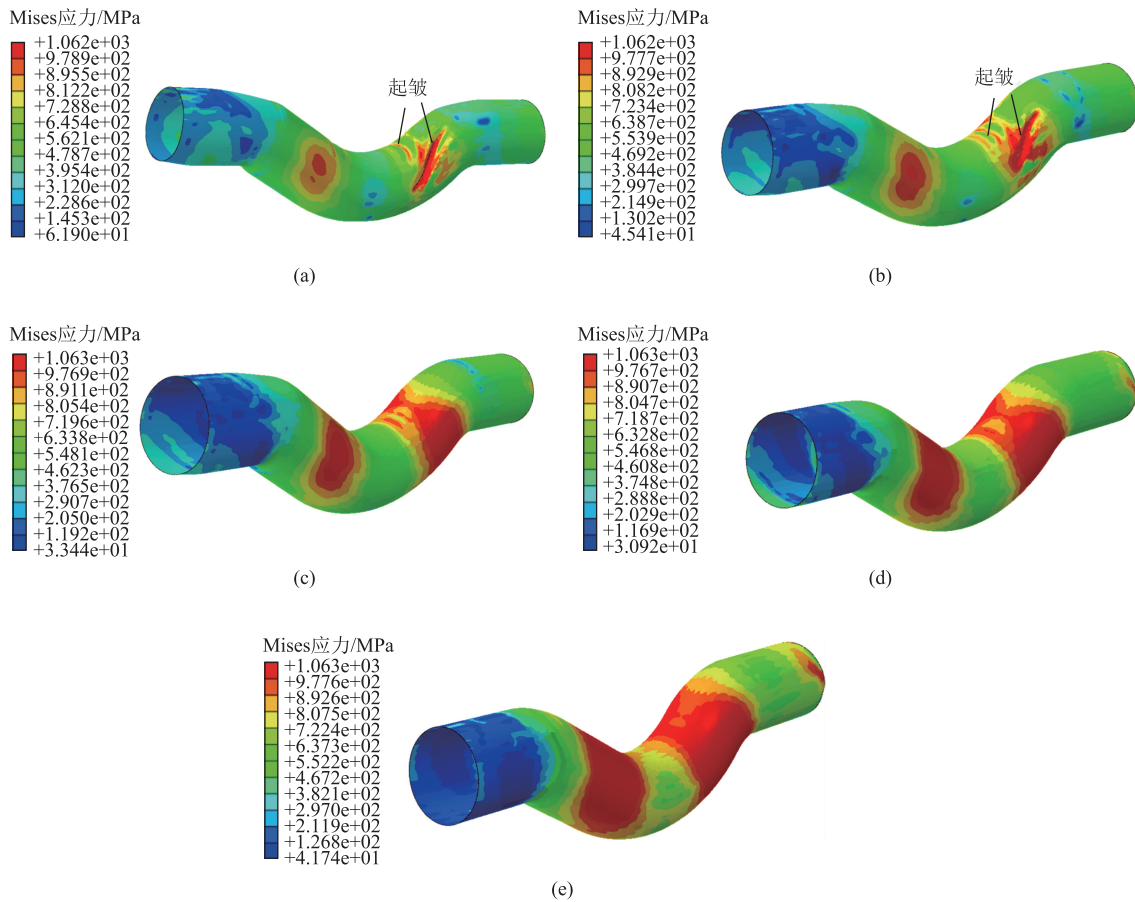 Mises应力/MPa
+1.062e+03
+9.789e+02
+8.955e+02
+8.122e+02
+7.288e+02
+6.454e+02
+5.621e+02
+4.787e+02
+3.954e+02
+3.120e+02
+2.286e+02
+1.453e+02
+6.190e+01
起皱
(a)
Mises应力/MPa
+1.062e+03
+9.777e+02
+8.929e+02
+8.082e+02
+7.234e+02
+6.387e+02
+5.539e+02
+4.692e+02
+3.844e+02
+2.997e+02
+2.149e+02
+1.302e+02
+4.541e+01
起皱
(b)
Mises应力/MPa
+1.063e+03
+9.769e+02
+8.911e+02
+8.054e+02
+7.196e+02
+6.338e+02
+5.481e+02
+4.623e+02
+3.765e+02
+2.907e+02
+2.050e+02
+1.192e+02
+3.344e+01
(c)
Mises应力/MPa
+1.063e+03
+9.767e+02
+8.907e+02
+8.047e+02
+7.187e+02
+6.328e+02
+5.468e+02
+4.608e+02
+3.748e+02
+2.888e+02
+2.029e+02
+1.169e+02
+3.092e+01
(d)
Mises应力/MPa
+1.063e+03
+9.776e+02
+8.926e+02
+8.075e+02
+7.224e+02
+6.373e+02
+5.522e+02
+4.672e+02
+3.821e+02
+2.970e+02
+2.119e+02
+1.268e+02
+4.174e+01
(e)